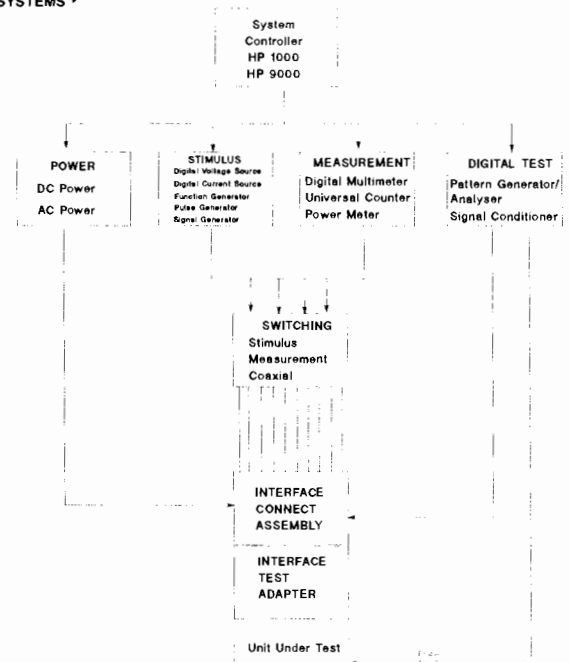 SYSTEMS
System
Controller
HP 1000
HP 9000
POWER
DC Power
AC Power
STIMULUS
Digital Voltage Source
Digital Current Source
Function Generator
Pulse Generator
Signal Generator
MEASUREMENT
Digital Multimeter
Universal Counter
Power Meter
DIGITAL TEST
Pattern Generator/
Analyser
Signal Conditioner
SWITCHING
Stimulus
Measurement
Coaxial
INTERFACE
CONNECT
ASSEMBLY
INTERFACE
TEST
ADAPTER
Unit Under Test